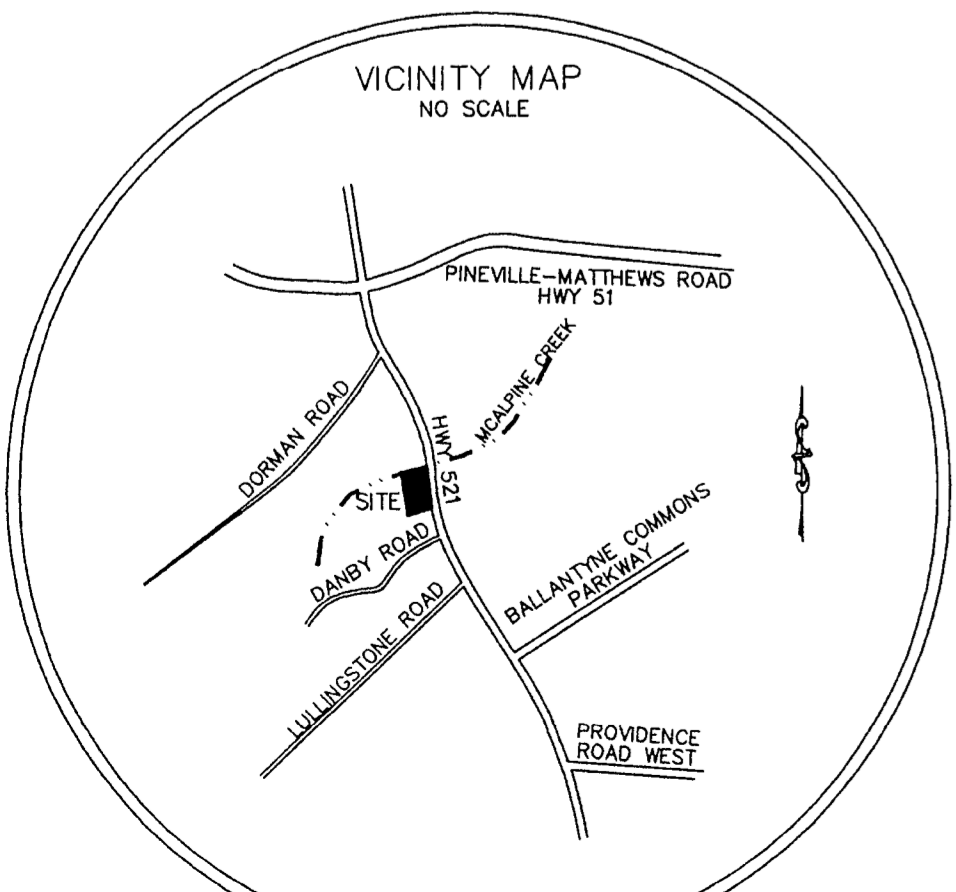 VICINITY MAP
NO SCALE
PINEVILLE-MATTHEWS ROAD
HWY 51
MCALPINE CREEK
DORMAN ROAD
HWY 521
SITE
DANBY ROAD
BALLANTYNE COMMONS
PARKWAY
LULLINGSTONE ROAD
PROVIDENCE
ROAD WEST